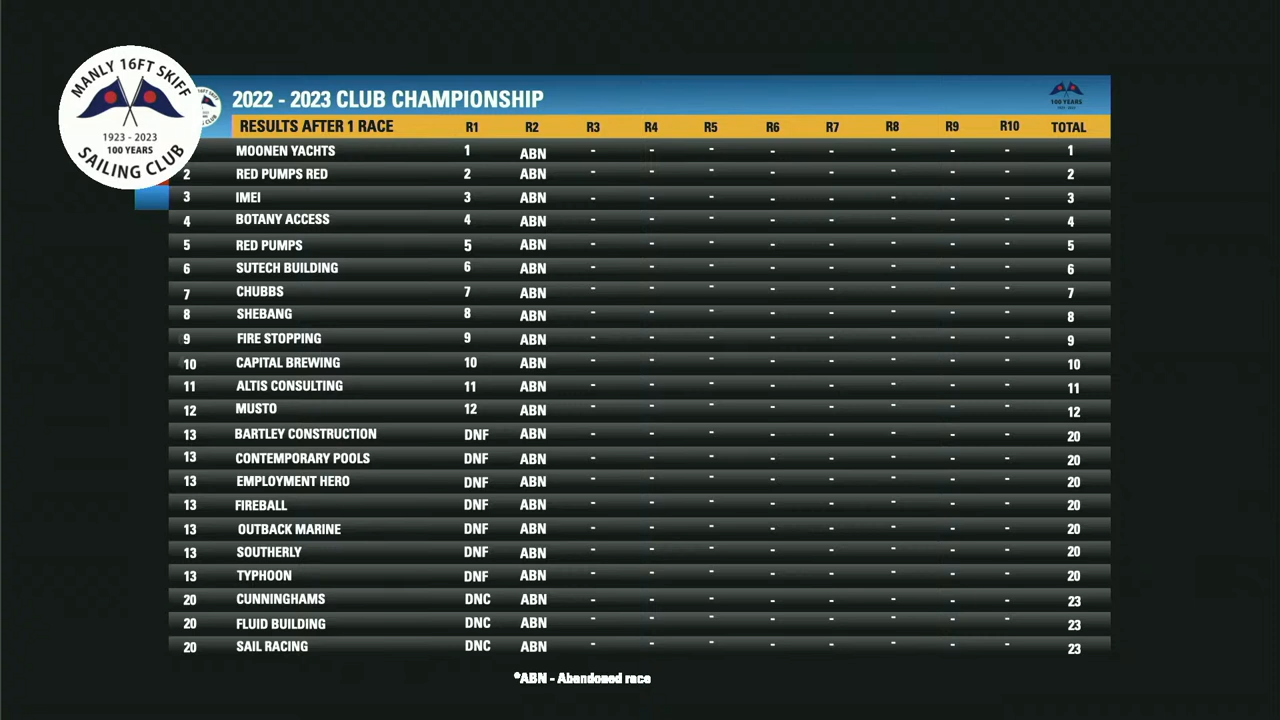 MANLY 16FT SKIFF
1923 - 2023
100 YEARS
SAILING CLUB
2022 - 2023 CLUB CHAMPIONSHIP
100 YEARS
RESULTS AFTER 1 RACE R1 R2 R3 R4 R5 R6 R7 R8 R9 R10 TOTAL
MOONEN YACHTS 1 ABN - - - - - - - - 1
2 RED PUMPS RED 2 ABN - - - - - - - - 2
3 IMEI 3 ABN - - - - - - - - 3
4 BOTANY ACCESS 4 ABN - - - - - - - - 4
5 RED PUMPS 5 ABN - - - - - - - - 5
6 SUTECH BUILDING 6 ABN - - - - - - - - 6
7 CHUBBS 7 ABN - - - - - - - - 7
8 SHEBANG 8 ABN - - - - - - - - 8
9 FIRE STOPPING 9 ABN - - - - - - - - 9
10 CAPITAL BREWING 10 ABN - - - - - - - - 10
11 ALTIS CONSULTING 11 ABN - - - - - - - - 11
12 MUSTO 12 ABN - - - - - - - - 12
13 BARTLEY CONSTRUCTION DNF ABN - - - - - - - - 20
13 CONTEMPORARY POOLS DNF ABN - - - - - - - - 20
13 EMPLOYMENT HERO DNF ABN - - - - - - - - 20
13 FIREBALL DNF ABN - - - - - - - - 20
13 OUTBACK MARINE DNF ABN - - - - - - - - 20
13 SOUTHERLY DNF ABN - - - - - - - - 20
13 TYPHOON DNF ABN - - - - - - - - 20
20 CUNNINGHAMS DNC ABN - - - - - - - - 23
20 FLUID BUILDING DNC ABN - - - - - - - - 23
20 SAIL RACING DNC ABN - - - - - - - - 23
*ABN - Abandoned race